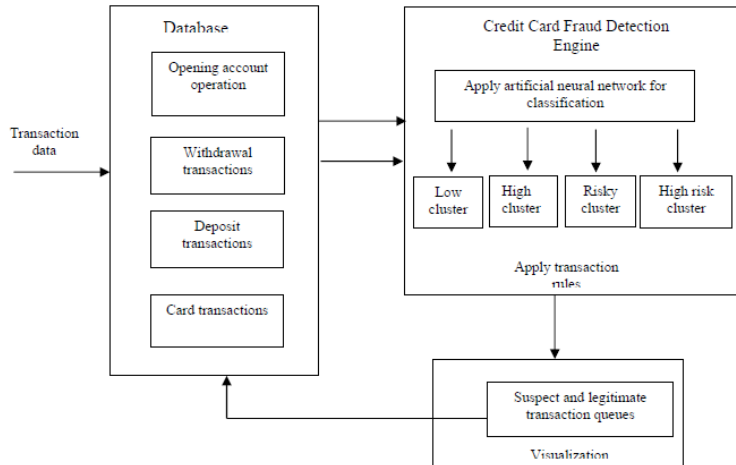 Transaction
data
Database
Opening account
operation
Withdrawal
transactions
Deposit
transactions
Card transactions
Credit Card Fraud Detection
Engine
Apply artificial neural network for
classification
Low
cluster
High
cluster
Risky
cluster
High risk
cluster
Apply transaction
rules
Suspect and legitimate
transaction queues
Visualization